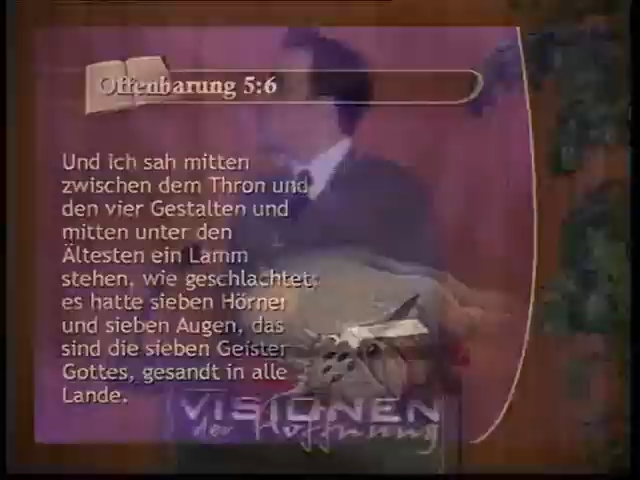 Offenbarung 5:6
Und ich sah mitten
zwischen dem Thron und
den vier Gestalten und
mitten unter den
Ältesten ein Lamm
stehen, wie geschlachtet;
es hatte sieben Hörner
und sieben Augen, das
sind die sieben Geister
Gottes, gesandt in alle
Lande.
VISIONEN
der Hoffnung